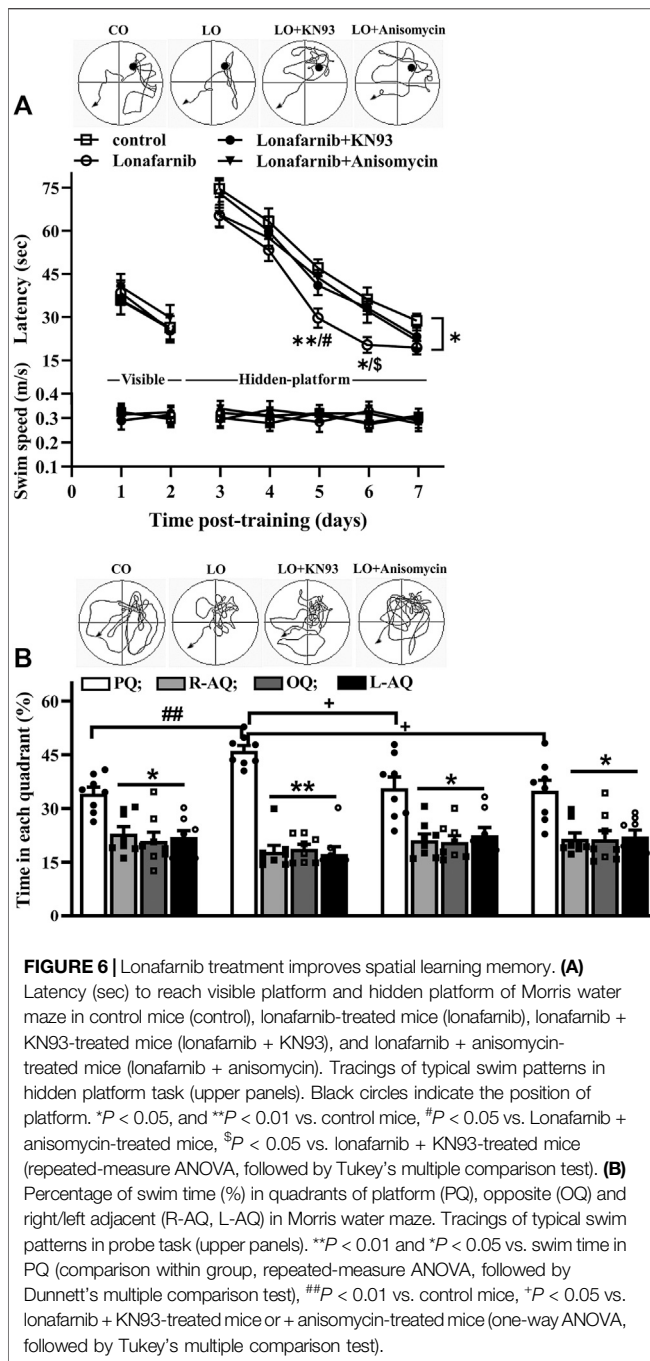 CO LO LO+KN93 LO+Anisomycin
A
control Lonafarnib+KN93
Lonafarnib Lonafarnib+Anisomycin
Latency (sec)
75
60
45
30
15
**/#
*/$
*
Visible Hidden-platform
Swim speed (m/s)
0.4
0.3
0.2
0.1
0 1 2 3 4 5 6 7
Time post-training (days)
CO LO LO+KN93 LO+Anisomycin
B
PQ; R-AQ; OQ; L-AQ
Time in each quadrant (%)
60
45
30
15
0
## + +
* ** * *
FIGURE 6 | Lonafarnib treatment improves spatial learning memory. (A)
Latency (sec) to reach visible platform and hidden platform of Morris water
maze in control mice (control), lonafarnib-treated mice (lonafarnib), lonafarnib +
KN93-treated mice (lonafarnib + KN93), and lonafarnib + anisomycin-
treated mice (lonafarnib + anisomycin). Tracings of typical swim patterns in
hidden platform task (upper panels). Black circles indicate the position of
platform. *P < 0.05, and **P < 0.01 vs. control mice, #P < 0.05 vs. Lonafarnib +
anisomycin-treated mice, $P < 0.05 vs. lonafarnib + KN93-treated mice
(repeated-measure ANOVA, followed by Tukey's multiple comparison test). (B)
Percentage of swim time (%) in quadrants of platform (PQ), opposite (OQ) and
right/left adjacent (R-AQ, L-AQ) in Morris water maze. Tracings of typical swim
patterns in probe task (upper panels). **P < 0.01 and *P < 0.05 vs. swim time in
PQ (comparison within group, repeated-measure ANOVA, followed by
Dunnett's multiple comparison test), ##P < 0.01 vs. control mice, +P < 0.05 vs.
lonafarnib + KN93-treated mice or + anisomycin-treated mice (one-way ANOVA,
followed by Tukey's multiple comparison test).